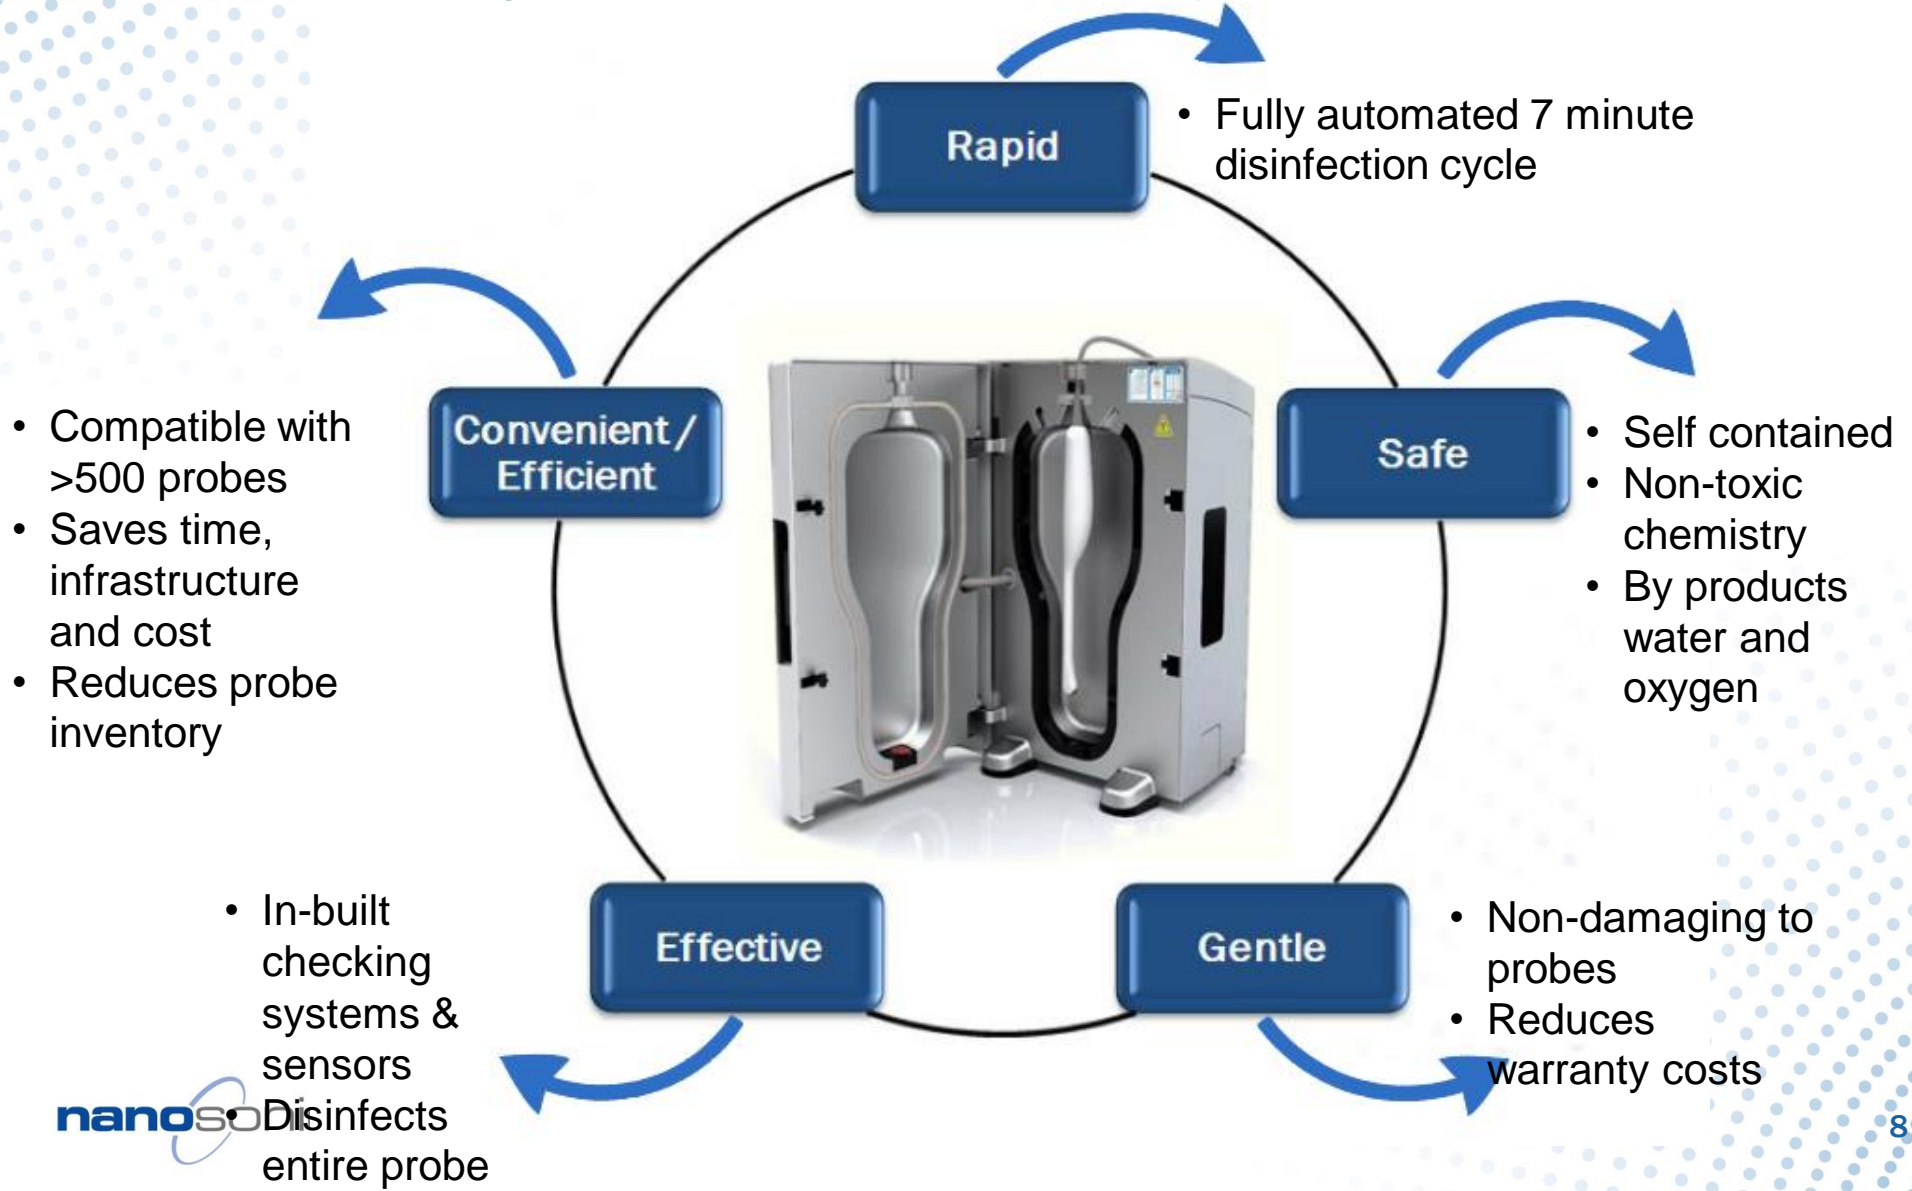 Rapid
• Fully automated 7 minute
disinfection cycle
Convenient /
Efficient
• Compatible with
>500 probes
• Saves time,
infrastructure
and cost
• Reduces probe
inventory
Safe
• Self contained
• Non-toxic
chemistry
• By products
water and
oxygen
Effective
• In-built
checking
systems &
sensors
• Disinfects
entire probe
Gentle
• Non-damaging to
probes
• Reduces
warranty costs
nanosoni
8